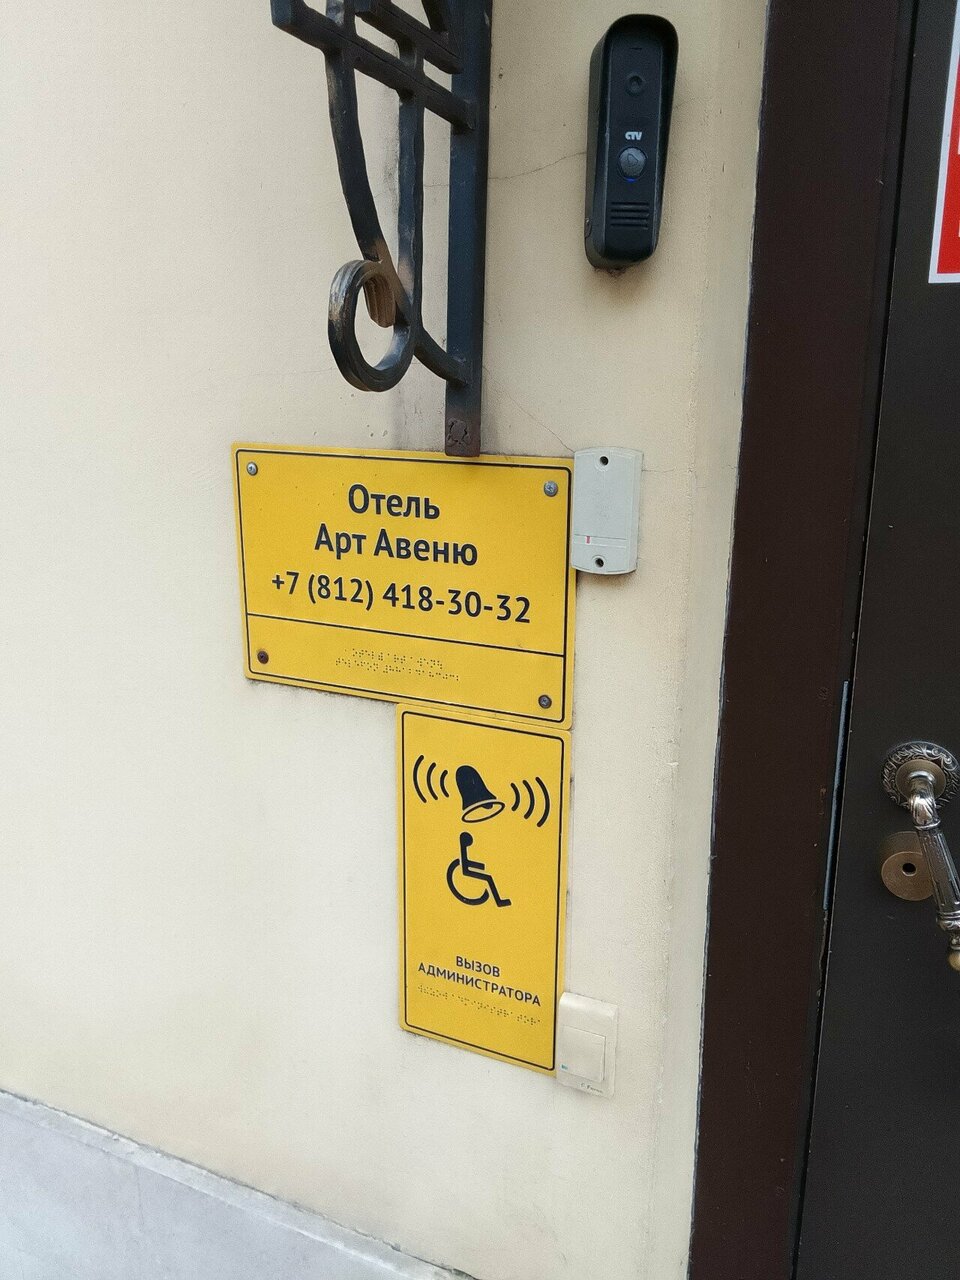 CTV
Отель
Арт Авеню
+7 (812) 418-30-32
ВЫЗОВ
АДМИНИСТРАТОРА